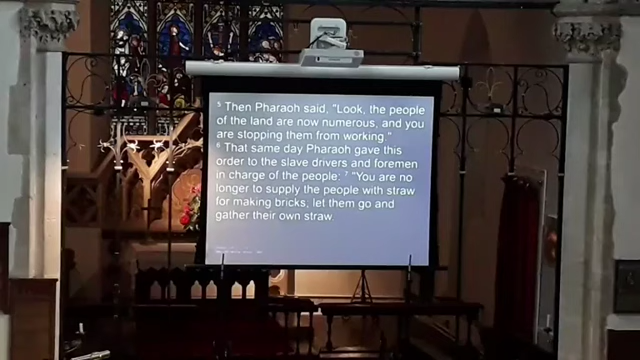 5 Then Pharaoh said, "Look, the people
of the land are now numerous, and you
are stopping them from working."
6 That same day Pharaoh gave this
order to the slave drivers and foremen
in charge of the people: 7 "You are no
longer to supply the people with straw
for making bricks, let them go and
gather their own straw.